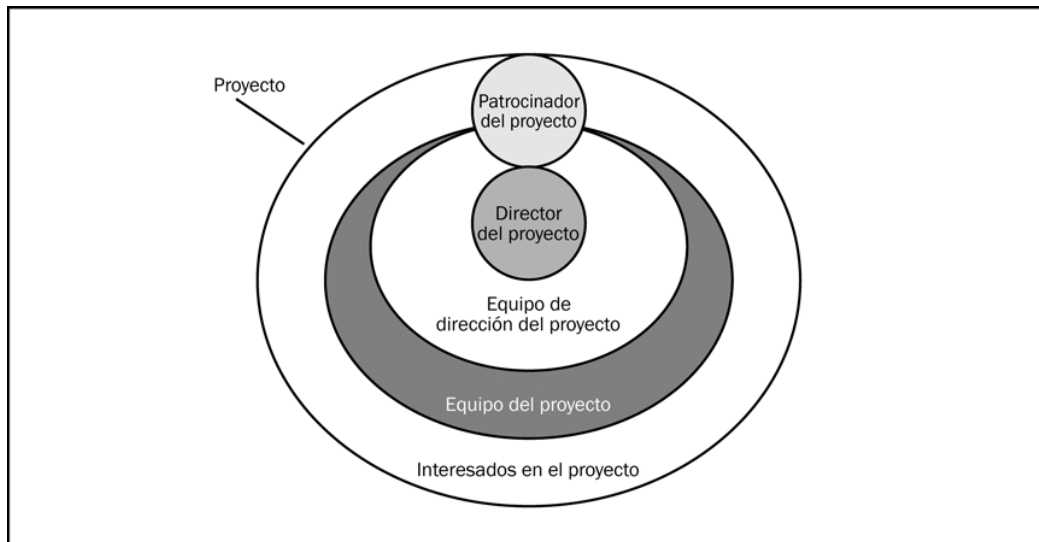 Proyecto
Patrocinador
del proyecto
Director
del proyecto
Equipo de
dirección del proyecto
Equipo del proyecto
Interesados en el proyecto